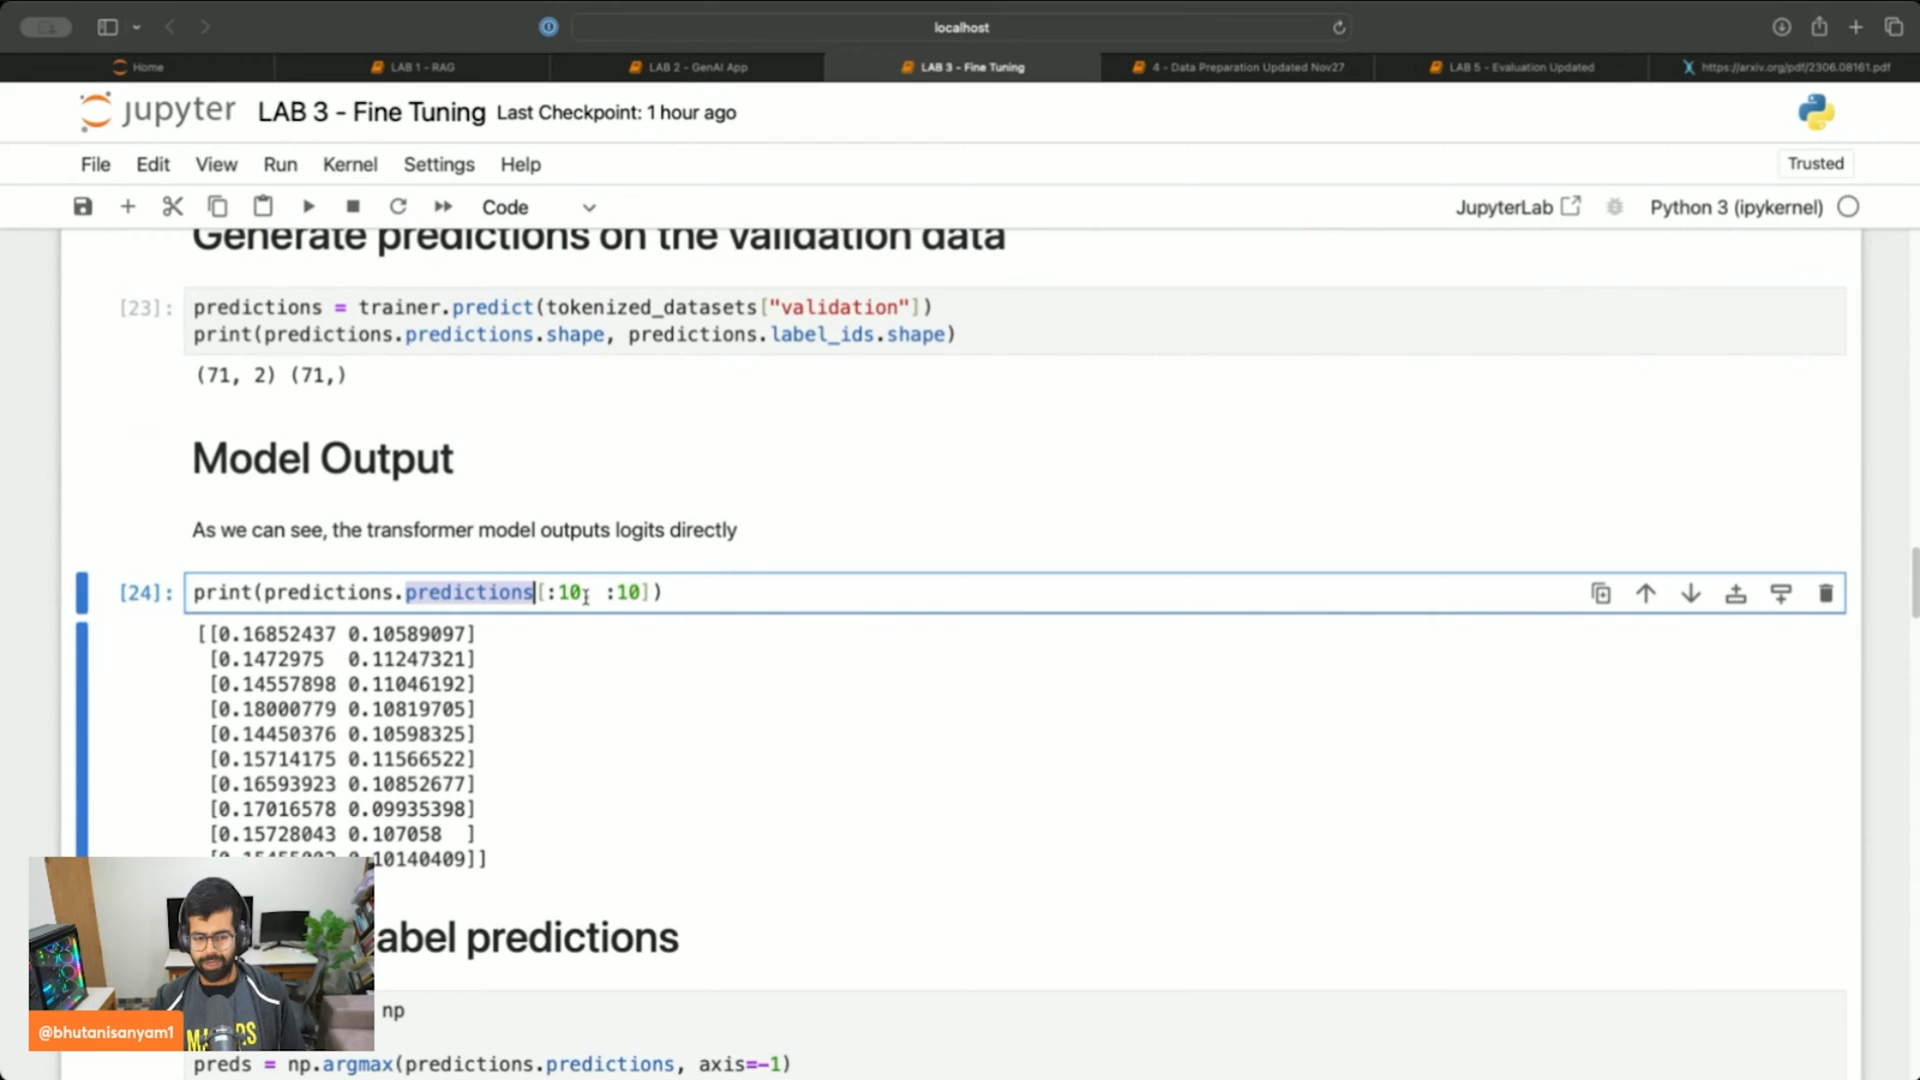 localhost
Home
LAB 1 - RAG
LAB 2 - GenAI App
LAB 3 - Fine Tuning
4 - Data Preparation Updated Nov27
LAB 5 - Evaluation Updated
https://arxiv.org/pdf/2306.08161.pdf
jupyter LAB 3 - Fine Tuning Last Checkpoint: 1 hour ago
File Edit View Run Kernel Settings Help
Trusted
Code
JupyterLab
Python 3 (ipykernel)
Generate predictions on the validation data
[23]:
predictions = trainer.predict(tokenized_datasets["validation"])
print(predictions.predictions.shape, predictions.label_ids.shape)
(71, 2) (71,)
Model Output
As we can see, the transformer model outputs logits directly
[24]:
print(predictions.predictions[:10, :10])
[[0.16852437 0.10589097]
[0.1472975  0.11247321]
[0.14557898 0.11046192]
[0.18000779 0.10819705]
[0.14450376 0.10598325]
[0.15714175 0.11566522]
[0.16593923 0.10852677]
[0.17016578 0.09935398]
[0.15728043 0.107058  ]
10140409]]
abel predictions
np
preds = np.argmax(predictions.predictions, axis=-1)
@bhutanisanyam1